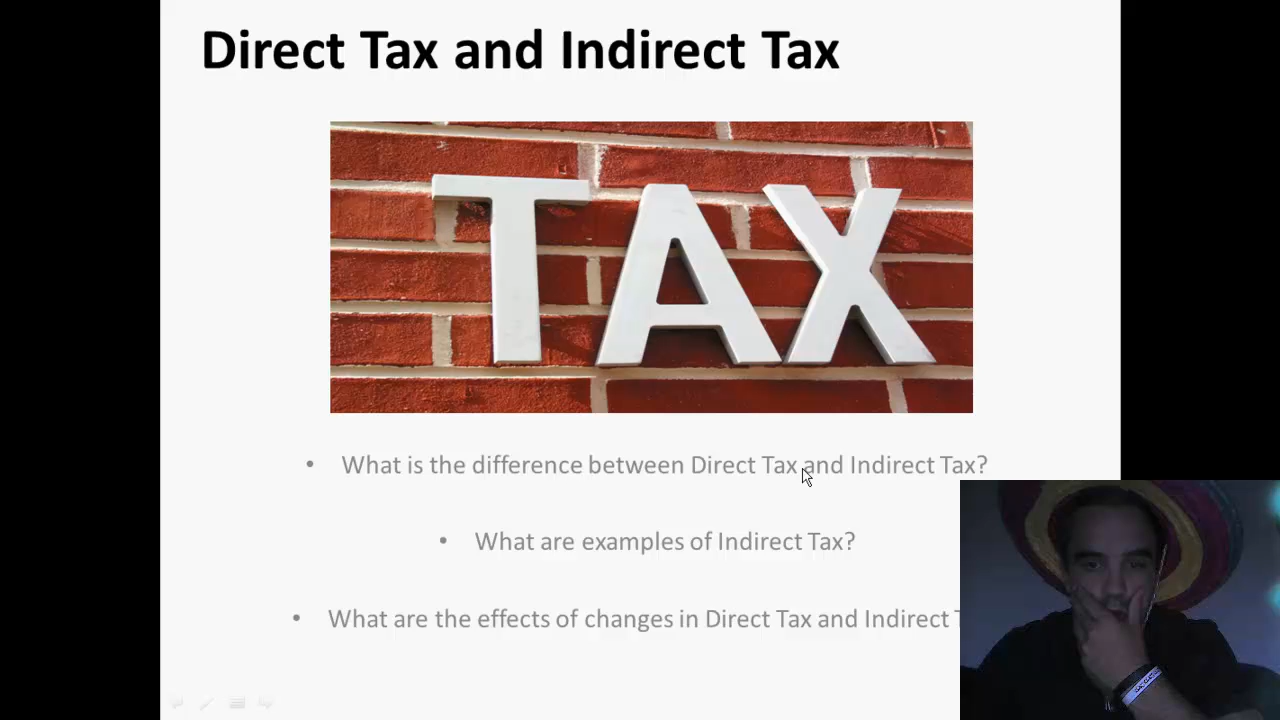 Direct Tax and Indirect Tax
TAX
• What is the difference between Direct Tax and Indirect Tax?
• What are examples of Indirect Tax?
• What are the effects of changes in Direct Tax and Indirect